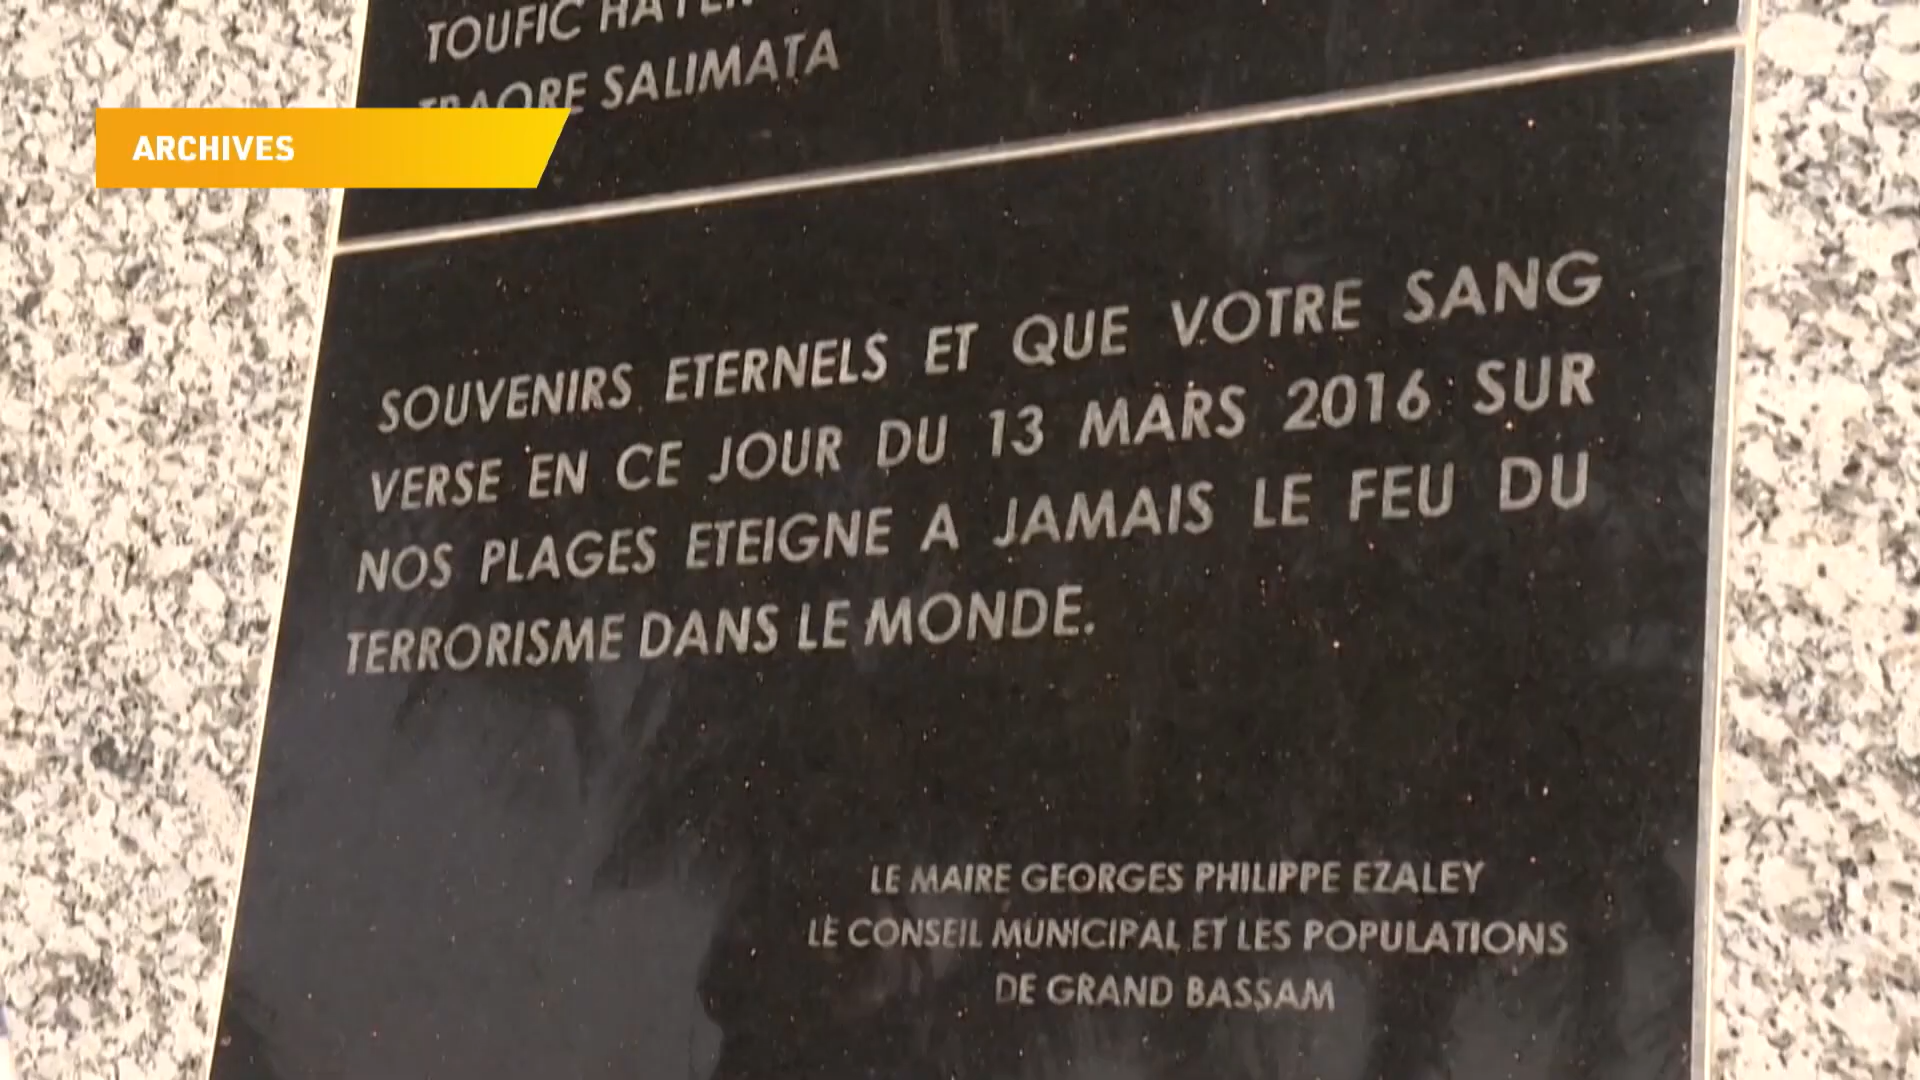 TOUFIC
TRAORE SALIMATA
ARCHIVES
SOUVENIRS ETERNELS ET QUE VOTRE SANG
VERSE EN CE JOUR DU 13 MARS 2016 SUR
NOS PLAGES ETEIGNE A JAMAIS LE FEU DU
TERRORISME DANS LE MONDE.
LE MAIRE GEORGES PHILIPPE EZALEY
LE CONSEIL MUNICIPAL ET LES POPULATIONS
DE GRAND BASSAM